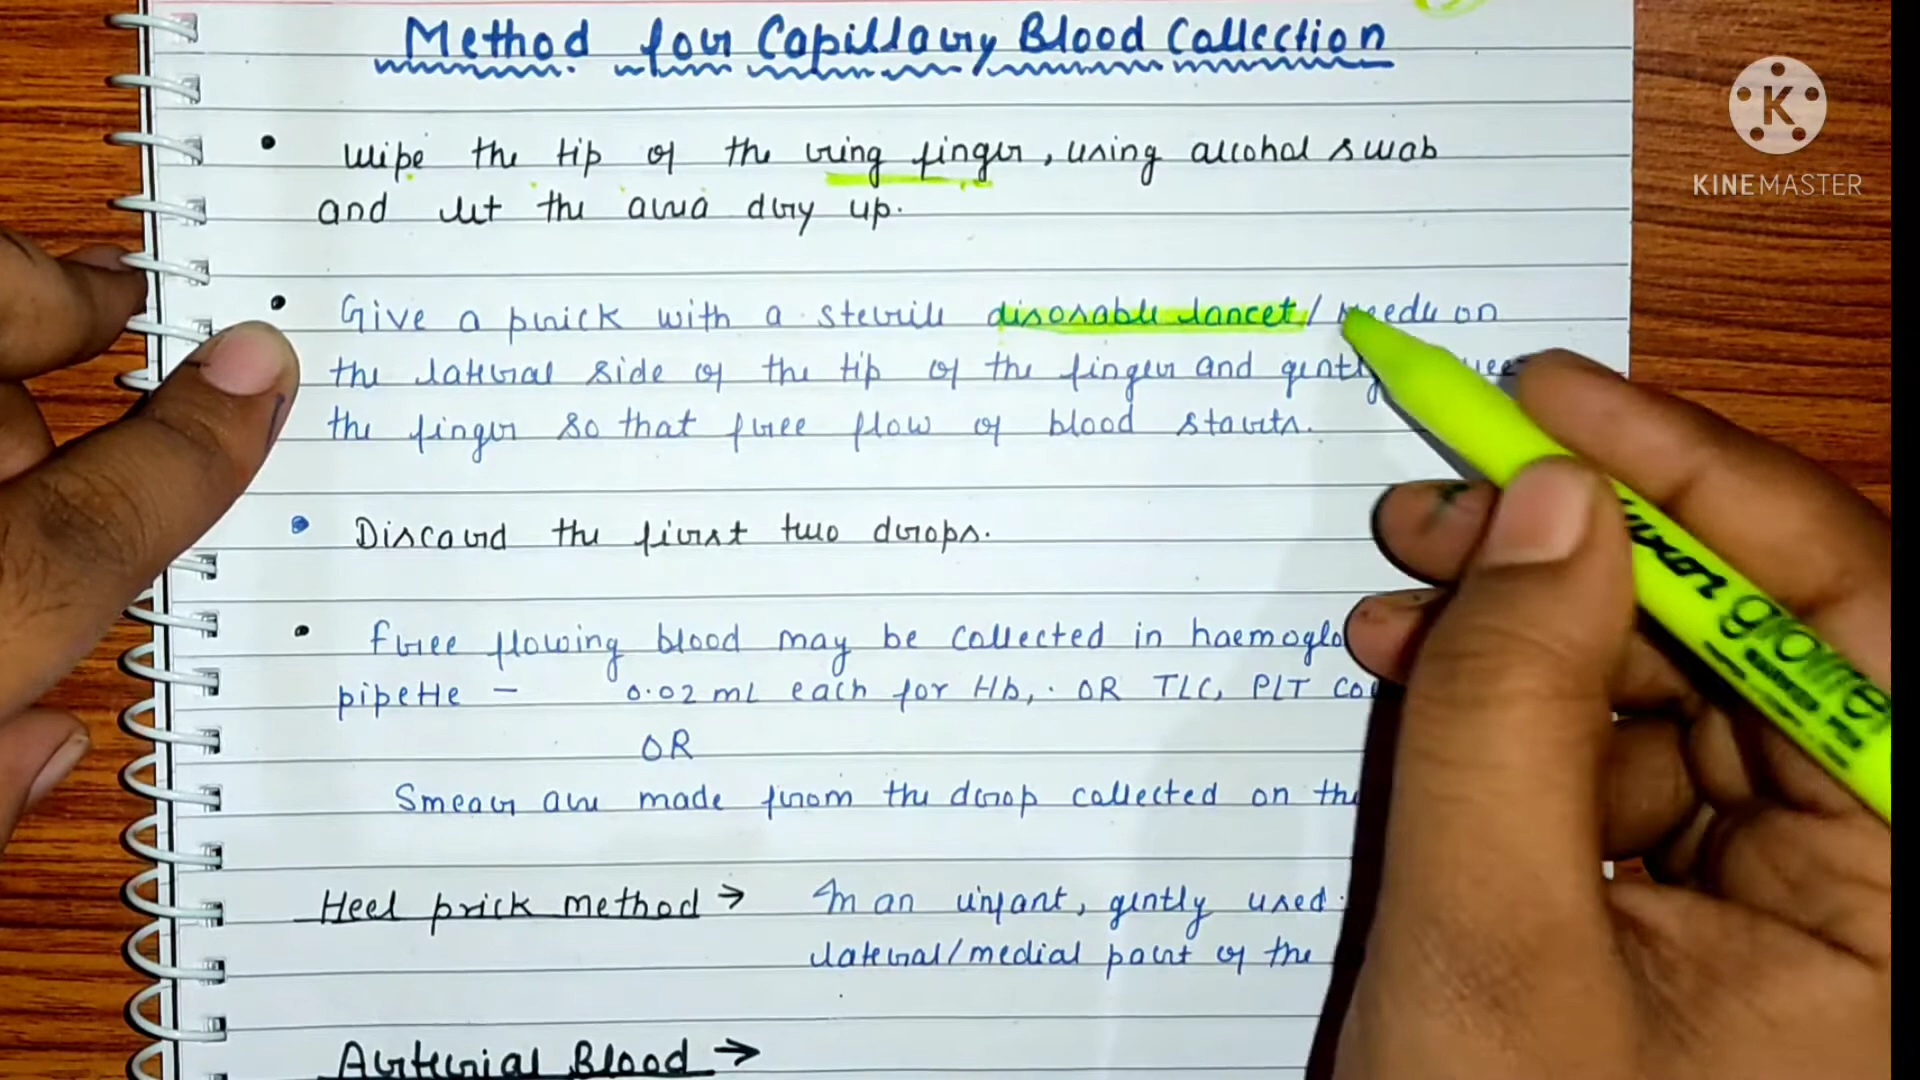 Method for Capillary Blood Collection
K
KINEMASTER
• Wipe the tip of the ring finger, using alcohol swab
and let the area dry up.
• Give a prick with a sterile disosable lancet / needle on
the lateral side of the tip of the finger and gently
the finger so that free flow of blood starts.
• Discard the first two drops.
• Free flowing blood may be collected in haemoglo
pipette – 0.02 mL each for Hb, . OR TLC, PLT Co
OR
Smear are made from the drop collected on the
Heel prick method → In an infant, gently used
lateral/medial part of the
Arterial Blood →
Luxor gloliter